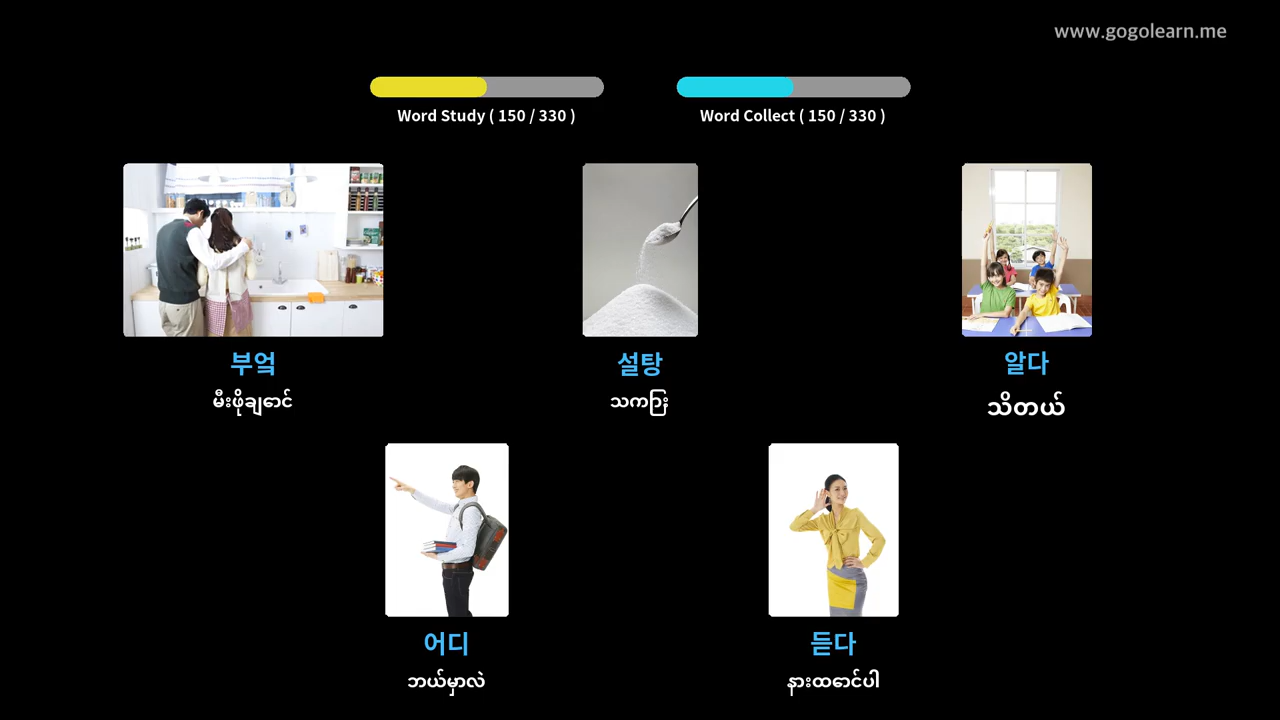 www.gogolearn.me
Word Study ( 150 / 330 )
Word Collect ( 150 / 330 )
부엌
မီးဖိုချောင်
설탕
သကြား
알다
သိတယ်
어디
ဘယ်မှာလဲ
듣다
နားထောင်ပါ